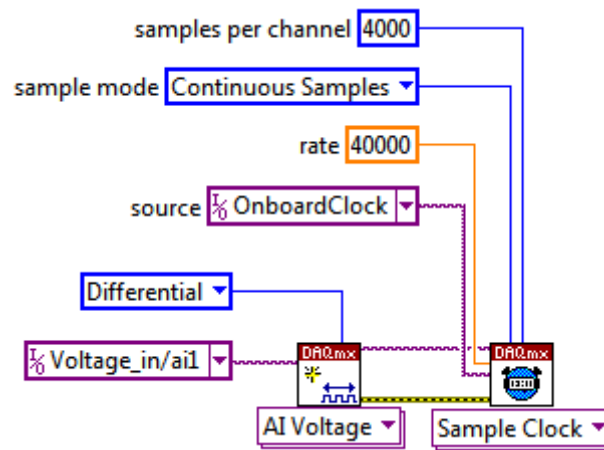 samples per channel 4000
sample mode Continuous Samples
rate 40000
source I/O OnboardClock
Differential
I/O Voltage_in/ai1
DAQmx
DAQmx
AI Voltage
Sample Clock